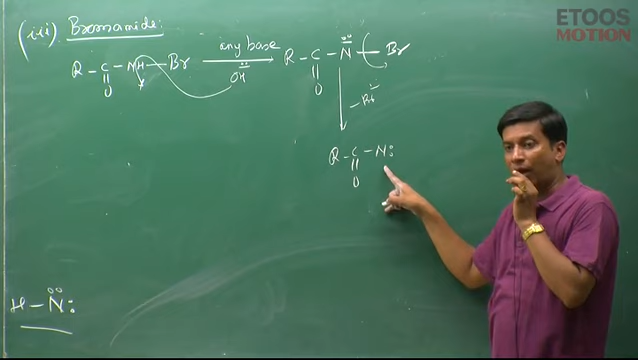 ETOOS
MOTION
(iii) Bromamide:
R - C - NH - Br any base R - C - N - Br
O OH O
- Br
R - C - N:
O
H - N: